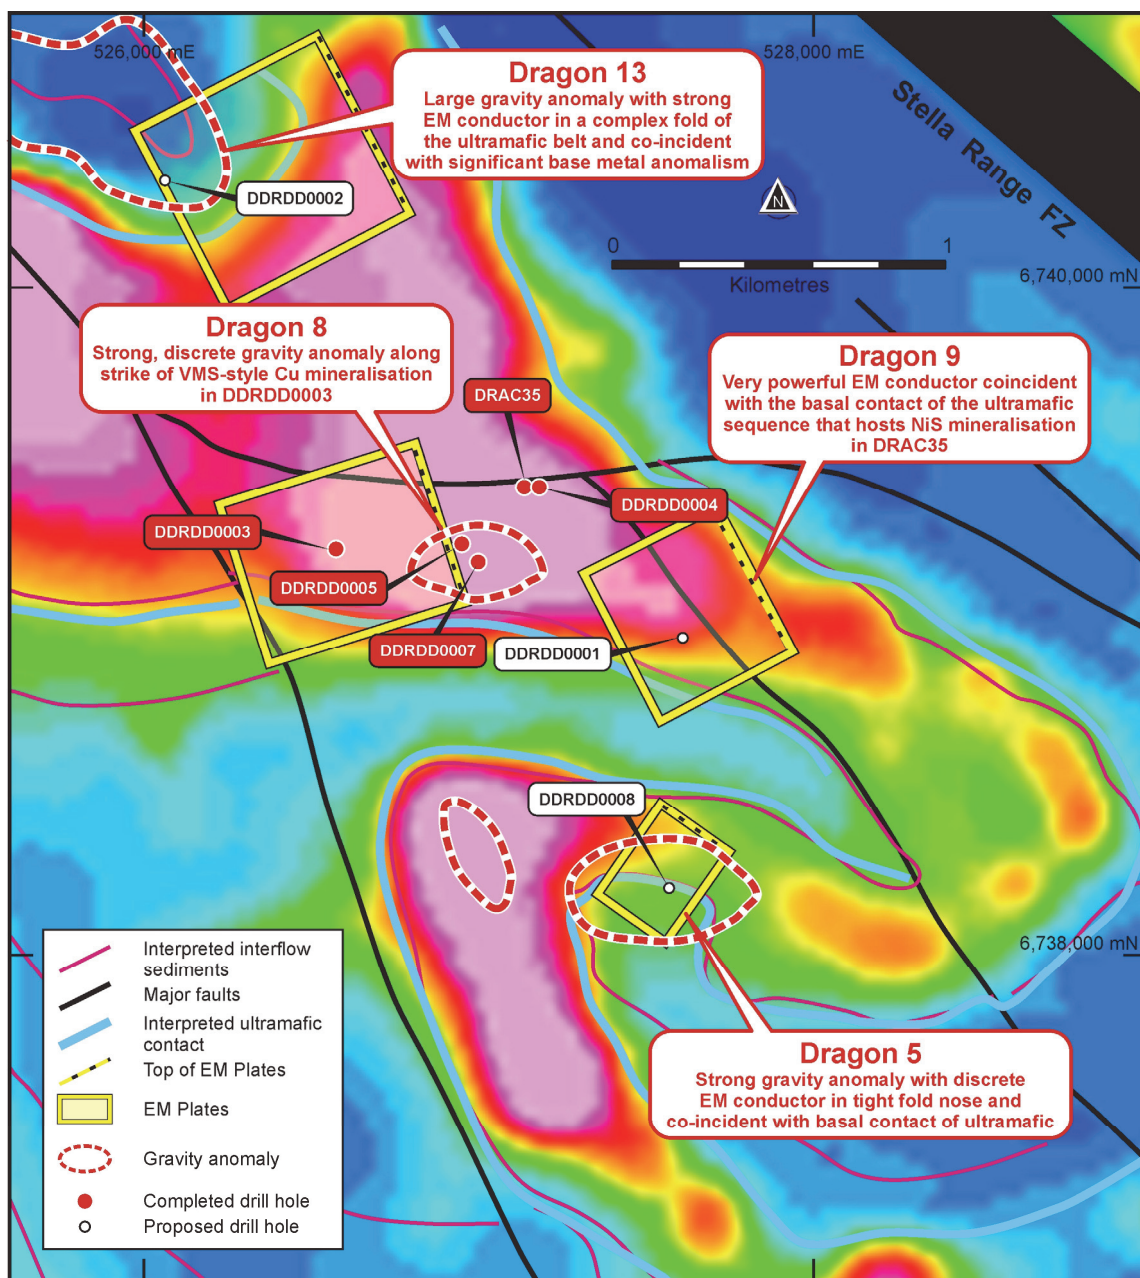 526,000 mE
528,000 mE
Dragon 13
Large gravity anomaly with strong
EM conductor in a complex fold of
the ultramafic belt and co-incident
with significant base metal anomalism
Stella Range FZ
DDRDD0002
N
0
1
Kilometres
6,740,000 mN
Dragon 8
Strong, discrete gravity anomaly along
strike of VMS-style Cu mineralisation
in DDRDD0003
Dragon 9
Very powerful EM conductor coincident
with the basal contact of the ultramafic
sequence that hosts NiS mineralisation
in DRAC35
DRAC35
DDRDD0004
DDRDD0003
DDRDD0005
DDRDD0007
DDRDD0001
DDRDD0008
6,738,000 mN
Interpreted interflow
sediments
Major faults
Interpreted ultramafic
contact
Top of EM Plates
EM Plates
Gravity anomaly
Completed drill hole
Proposed drill hole
Dragon 5
Strong gravity anomaly with discrete
EM conductor in tight fold nose and
co-incident with basal contact of ultramafic